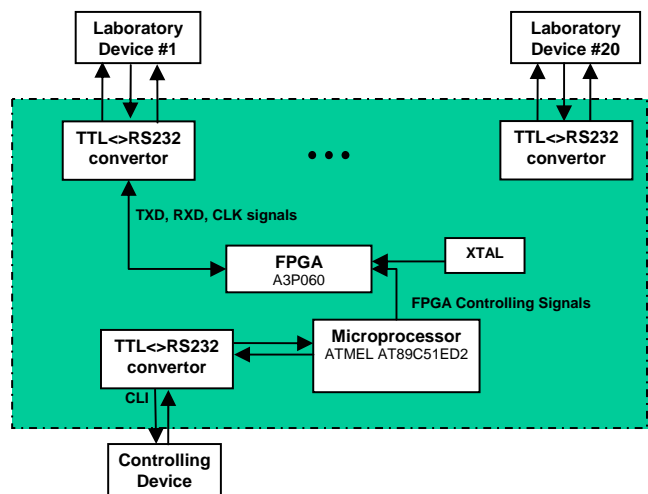 Laboratory
Device #1
Laboratory
Device #20
TTL<>RS232
convertor
TTL<>RS232
convertor
TXD, RXD, CLK signals
FPGA
A3P060
XTAL
FPGA Controlling Signals
Microprocessor
ATMEL AT89C51ED2
TTL<>RS232
convertor
CLI
Controlling
Device